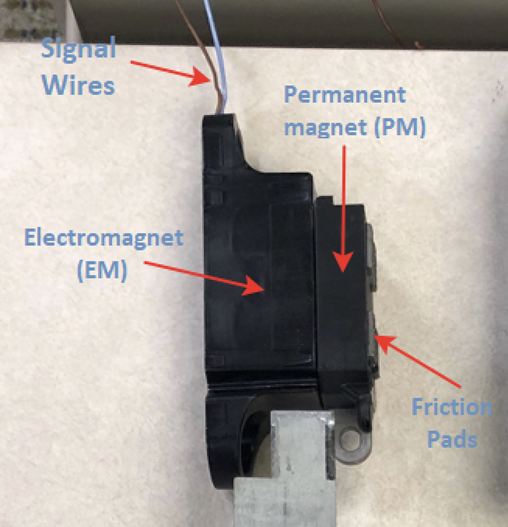 Signal
Wires
Permanent
magnet (PM)
Electromagnet
(EM)
Friction
Pads